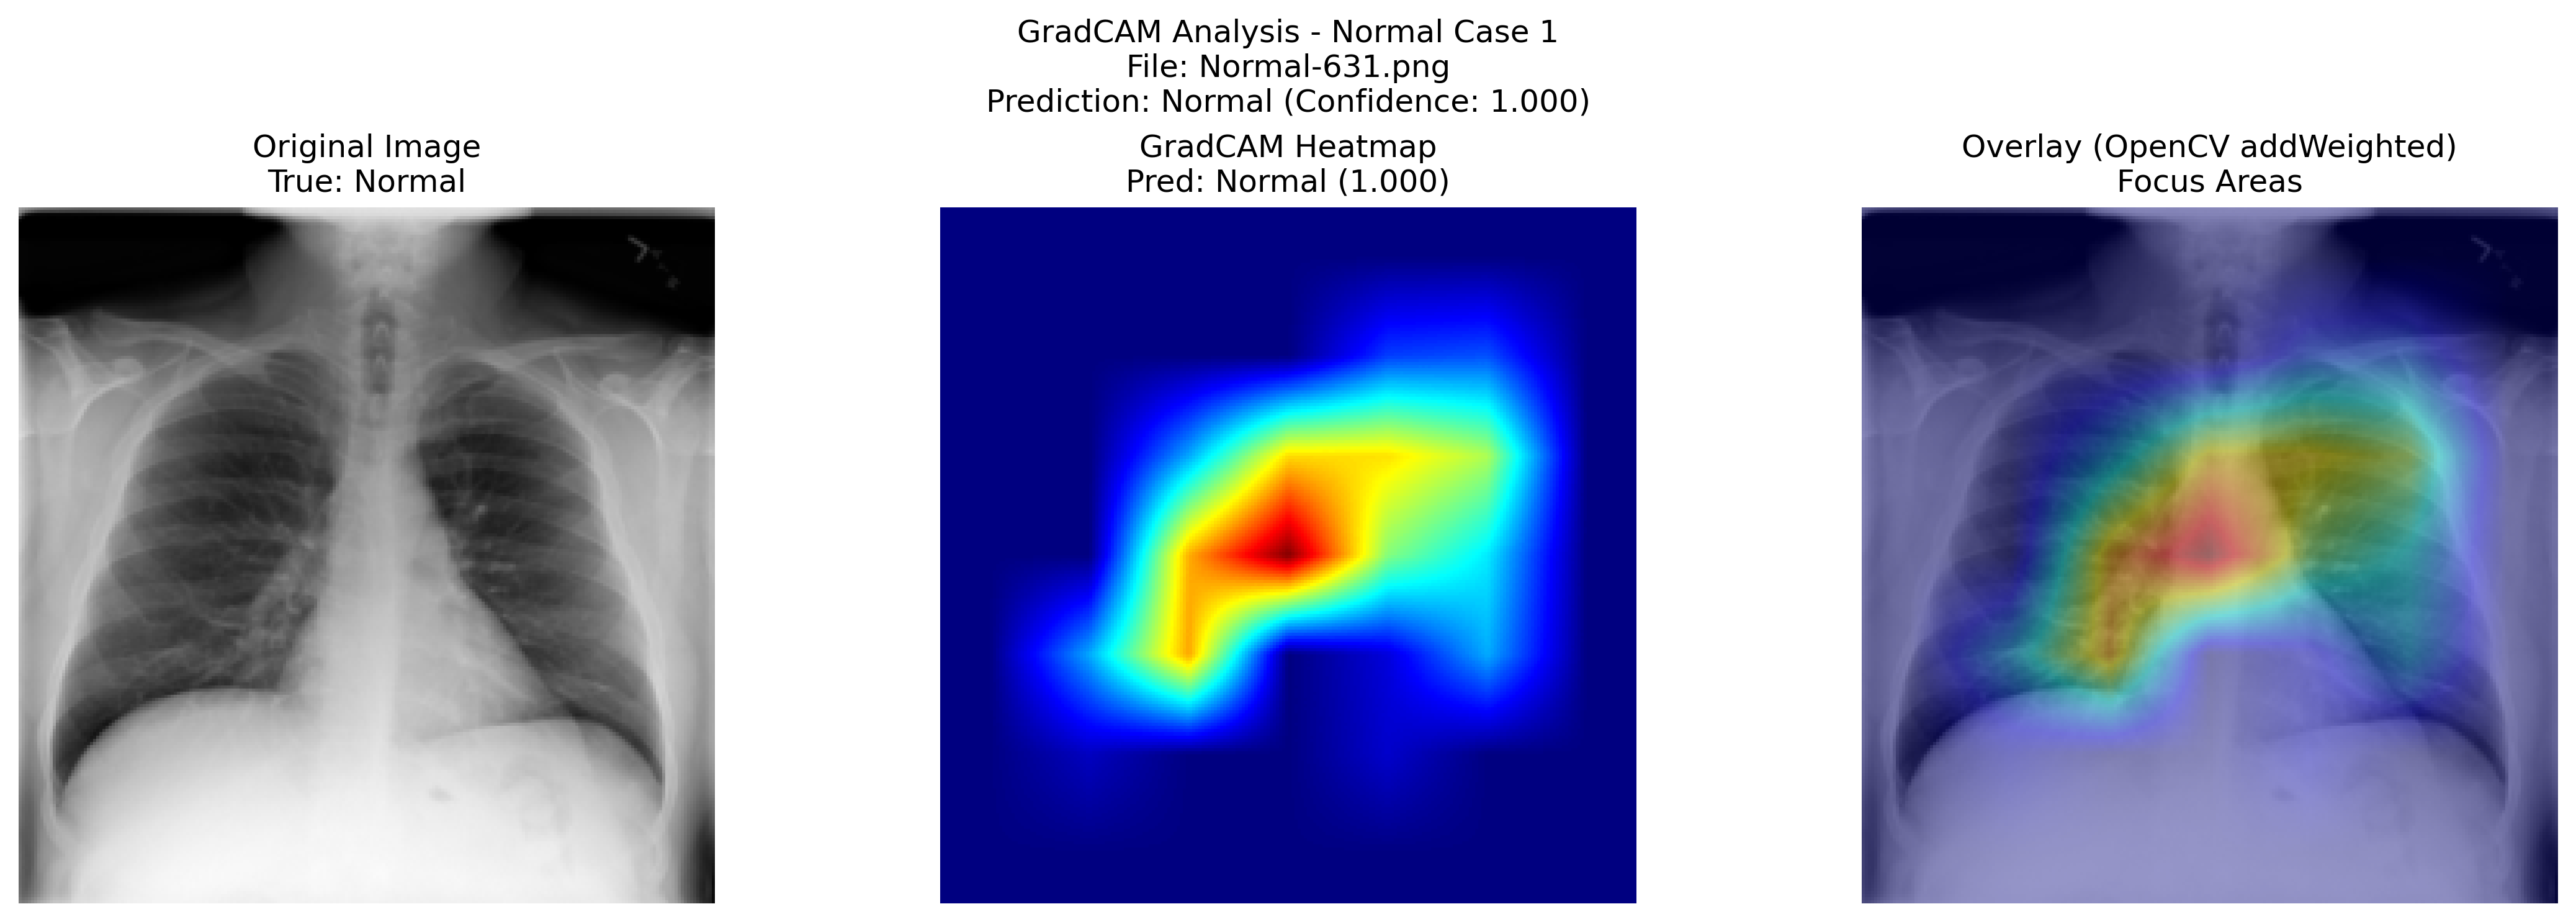 GradCAM Analysis - Normal Case 1
File: Normal-631.png
Prediction: Normal (Confidence: 1.000)
Original Image
True: Normal
GradCAM Heatmap
Pred: Normal (1.000)
Overlay (OpenCV addWeighted)
Focus Areas